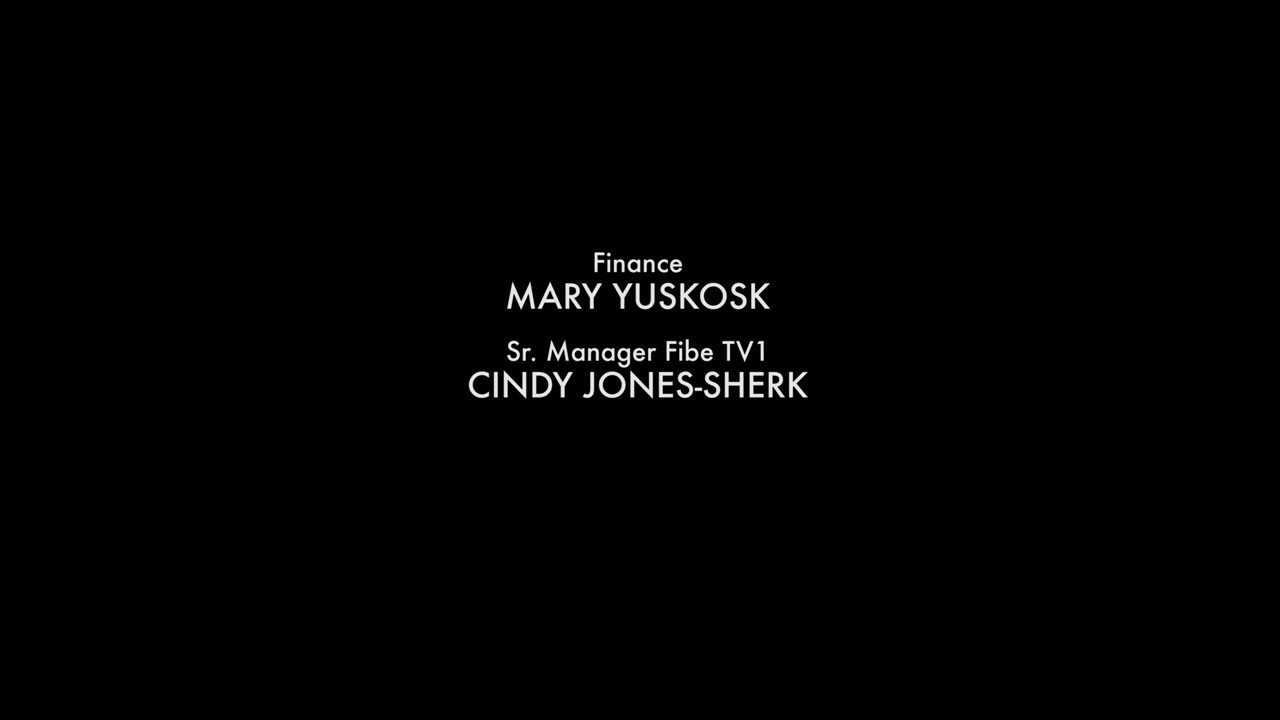 Finance
MARY YUSKOSK
Sr. Manager Fibe TV1
CINDY JONES-SHERK